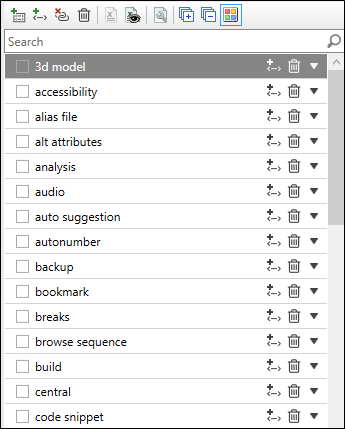 Search
3d model
accessibility
alias file
alt attributes
analysis
audio
auto suggestion
autonumber
backup
bookmark
breaks
browse sequence
build
central
code snippet